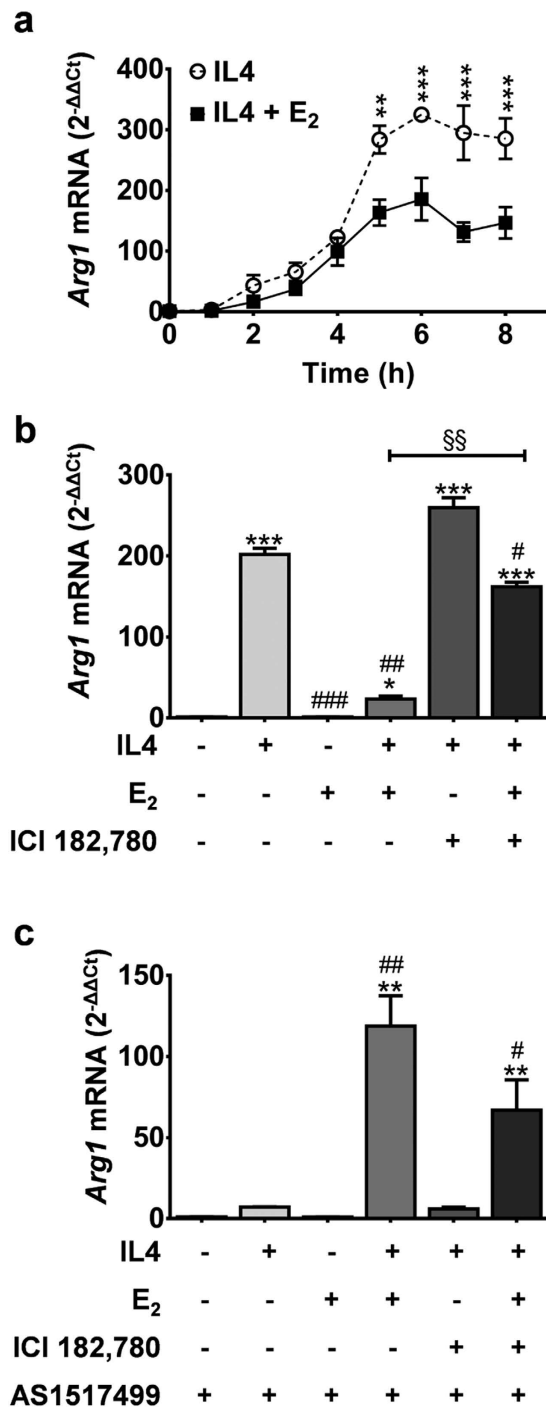 a
Arg1 mRNA (2-ΔΔCt)
400
300
200
100
0
IL4
IL4 + E2
**
***
***
***
0 2 4 6 8
Time (h)
b
Arg1 mRNA (2-ΔΔCt)
300
200
100
0
§§
***
***
#
***
##
*
###
IL4 - + - + + +
E2 - - + + - +
ICI 182,780 - - - - + +
c
Arg1 mRNA (2-ΔΔCt)
150
100
50
0
##
**
#
**
IL4 - + - + + +
E2 - - + + - +
ICI 182,780 - - - - + +
AS1517499 + + + + + +